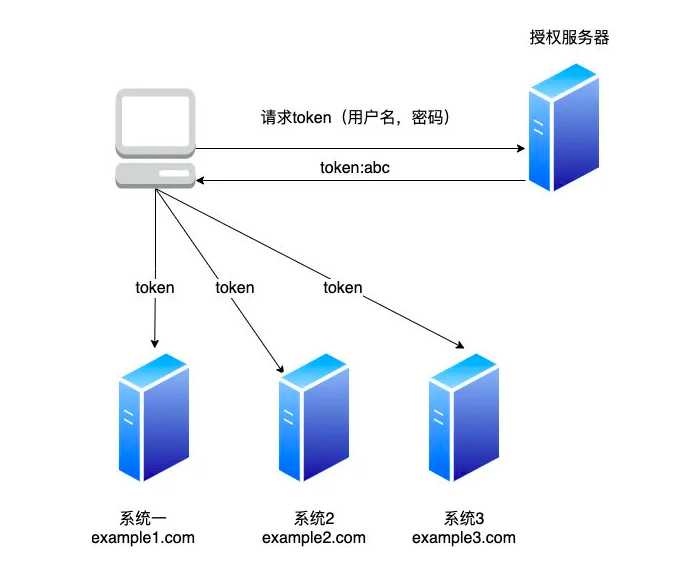 授权服务器
请求token（用户名，密码）
token:abc
token
token
token
系统一
example1.com
系统2
example2.com
系统3
example3.com